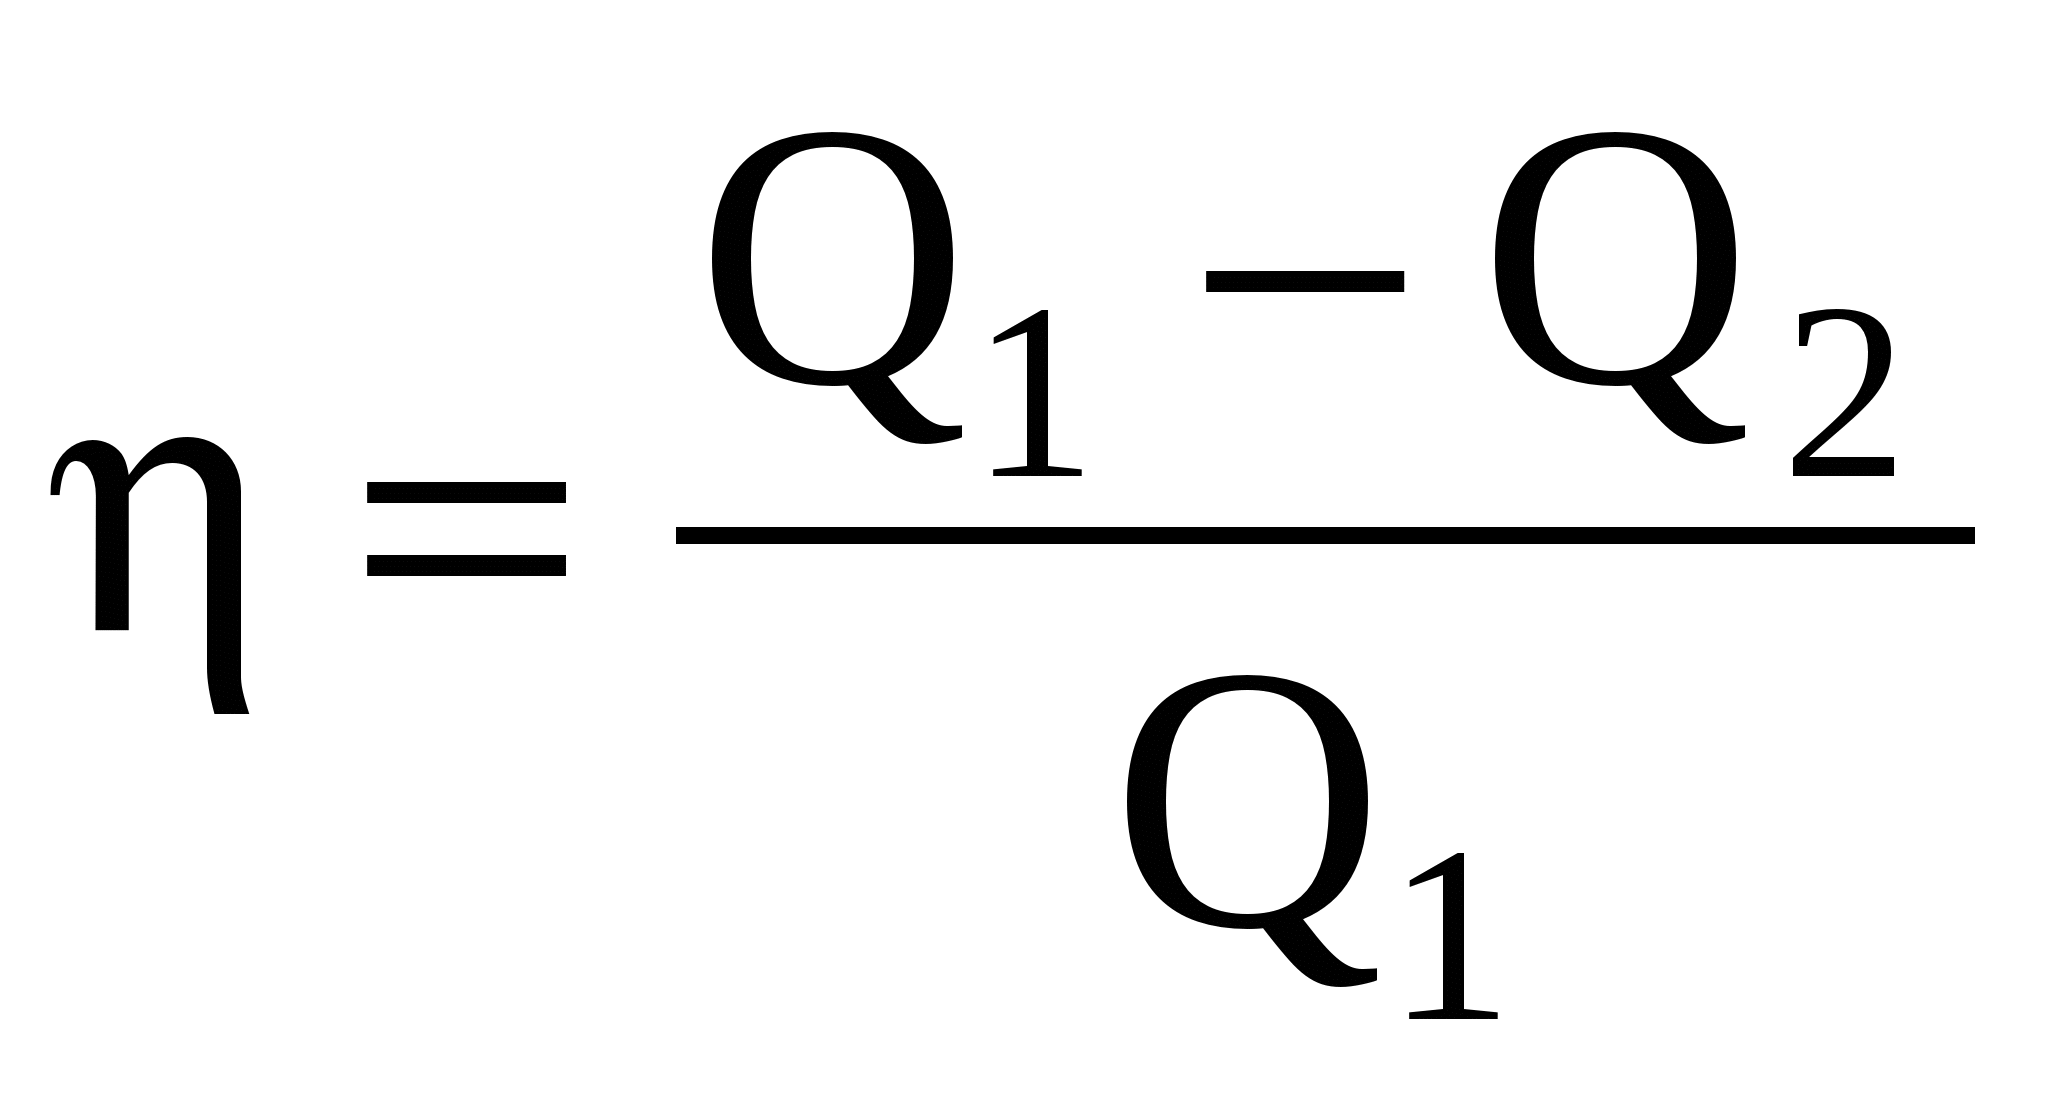 η = (Q₁ − Q₂) / Q₁